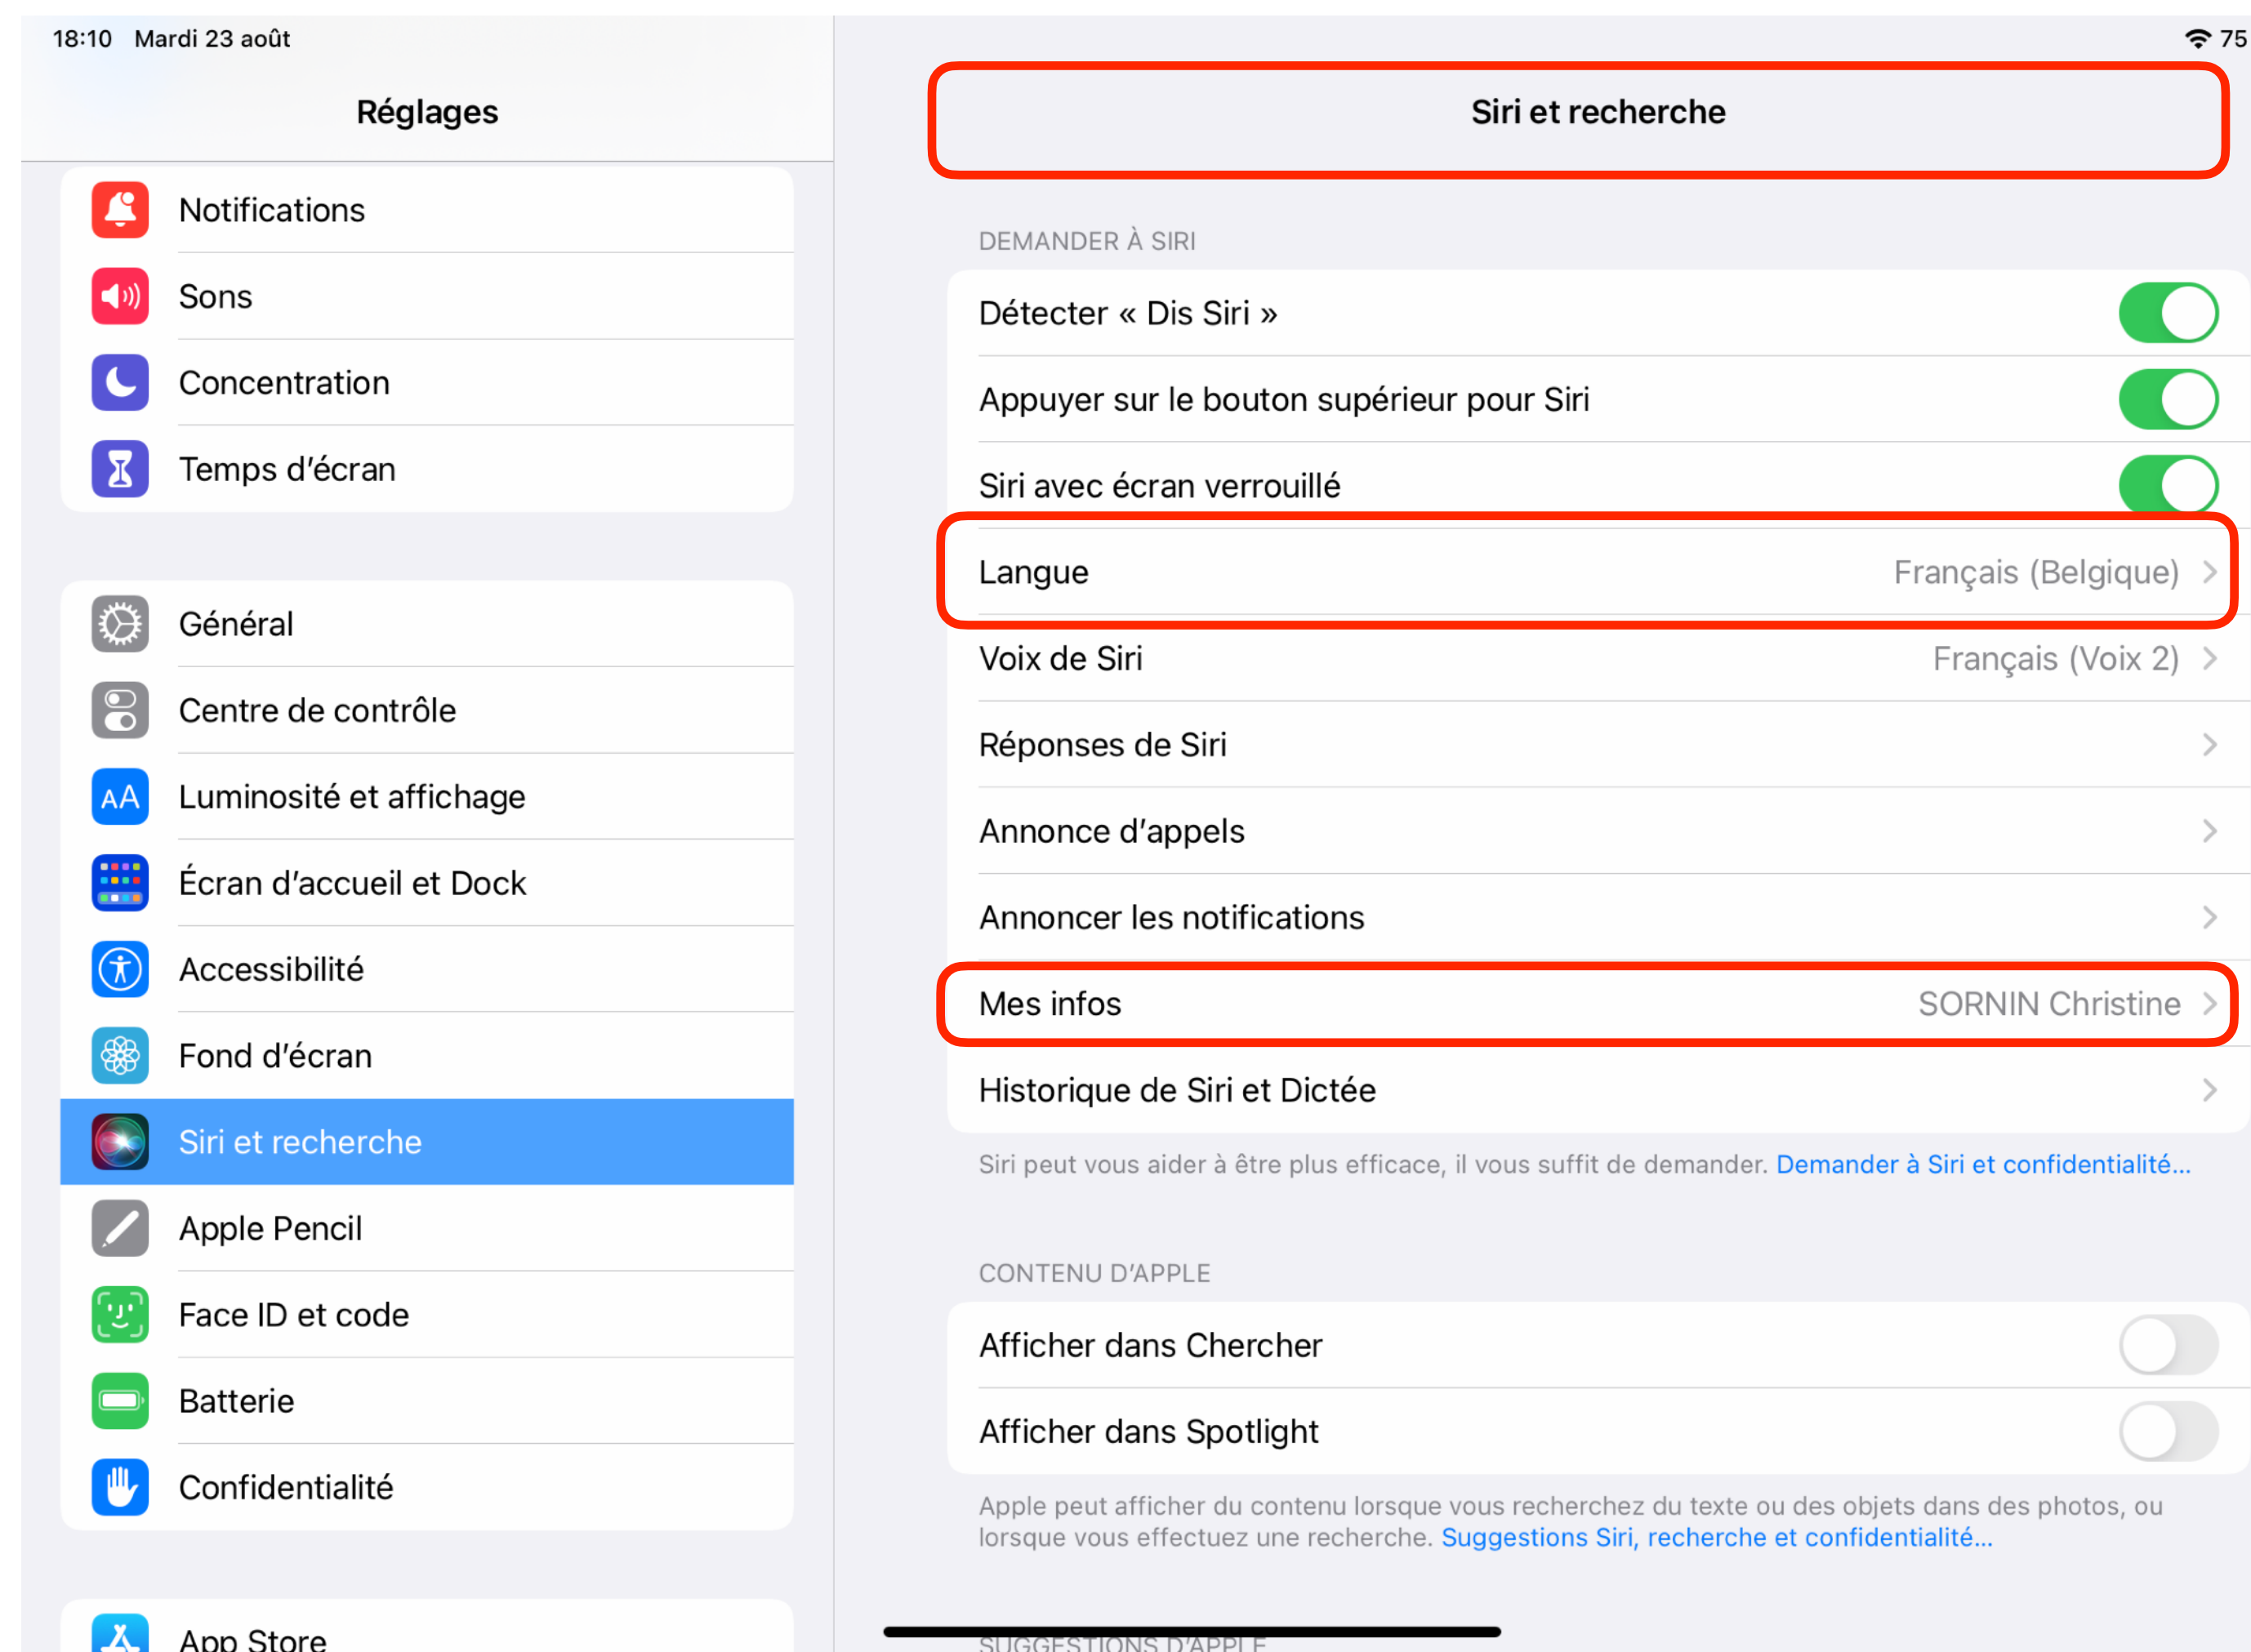 18:10 Mardi 23 août
75
Réglages
Notifications
Sons
Concentration
Temps d'écran
Général
Centre de contrôle
AA
Luminosité et affichage
Écran d'accueil et Dock
Accessibilité
Fond d'écran
Siri et recherche
Apple Pencil
Face ID et code
Batterie
Confidentialité
App Store
Siri et recherche
DEMANDER À SIRI
Détecter « Dis Siri »
Appuyer sur le bouton supérieur pour Siri
Siri avec écran verrouillé
Langue Français (Belgique)
Voix de Siri Français (Voix 2)
Réponses de Siri
Annonce d'appels
Annoncer les notifications
Mes infos SORNIN Christine
Historique de Siri et Dictée
Siri peut vous aider à être plus efficace, il vous suffit de demander. Demander à Siri et confidentialité...
CONTENU D'APPLE
Afficher dans Chercher
Afficher dans Spotlight
Apple peut afficher du contenu lorsque vous recherchez du texte ou des objets dans des photos, ou
lorsque vous effectuez une recherche. Suggestions Siri, recherche et confidentialité...
SUGGESTIONS D'APPLE